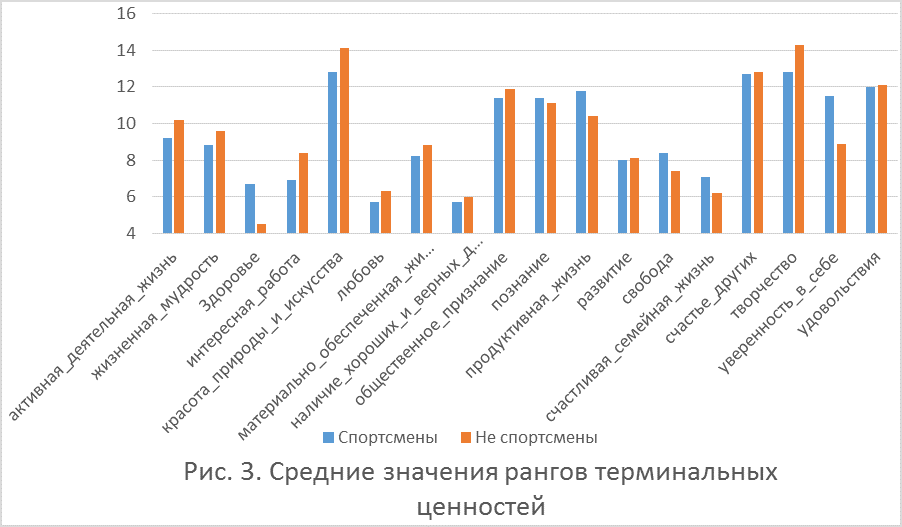 16
14
12
10
8
6
4
активная_деятельная_жизнь
жизненная_мудрость
Здоровье
интересная_работа
красота_природы_и_искусства
любовь
материально_обеспеченная_жи…
наличие_хороших_и_верных_д…
общественное_признание
познание
продуктивная_жизнь
развитие
свобода
счастливая_семейная_жизнь
счастье_других
творчество
уверенность_в_себе
удовольствия
Спортсмены Не спортсмены
Рис. 3. Средние значения рангов терминальных
ценностей